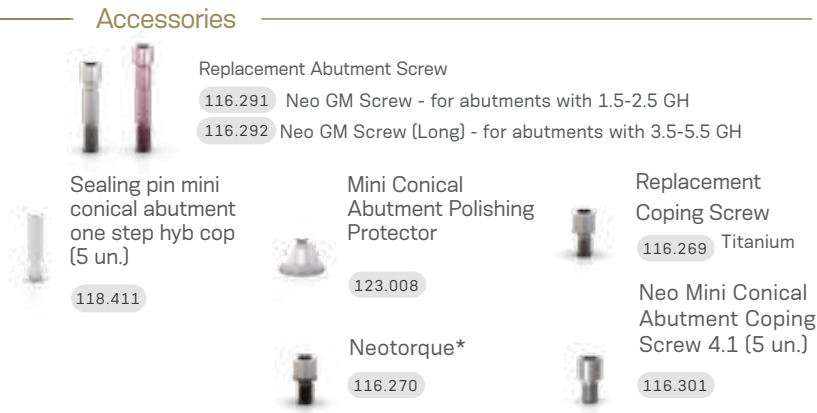 Accessories
Replacement Abutment Screw
116.291 Neo GM Screw - for abutments with 1.5-2.5 GH
116.292 Neo GM Screw (Long) - for abutments with 3.5-5.5 GH
Sealing pin mini
conical abutment
one step hyb cop
(5 un.)
118.411
Mini Conical
Abutment Polishing
Protector
123.008
Replacement
Coping Screw
116.269 Titanium
Neotorque*
116.270
Neo Mini Conical
Abutment Coping
Screw 4.1 (5 un.)
116.301